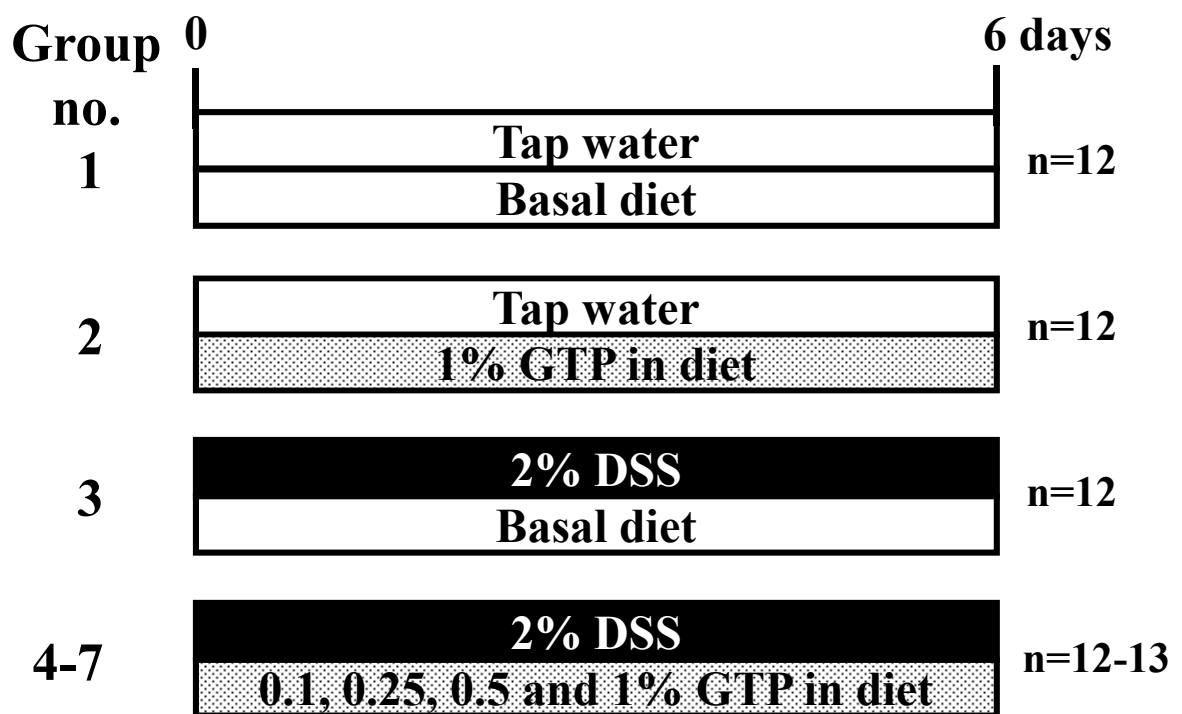 Group 0 6 days
no.
1 Tap water n=12
Basal diet
2 Tap water n=12
1% GTP in diet
3 2% DSS n=12
Basal diet
4-7 2% DSS n=12-13
0.1, 0.25, 0.5 and 1% GTP in diet